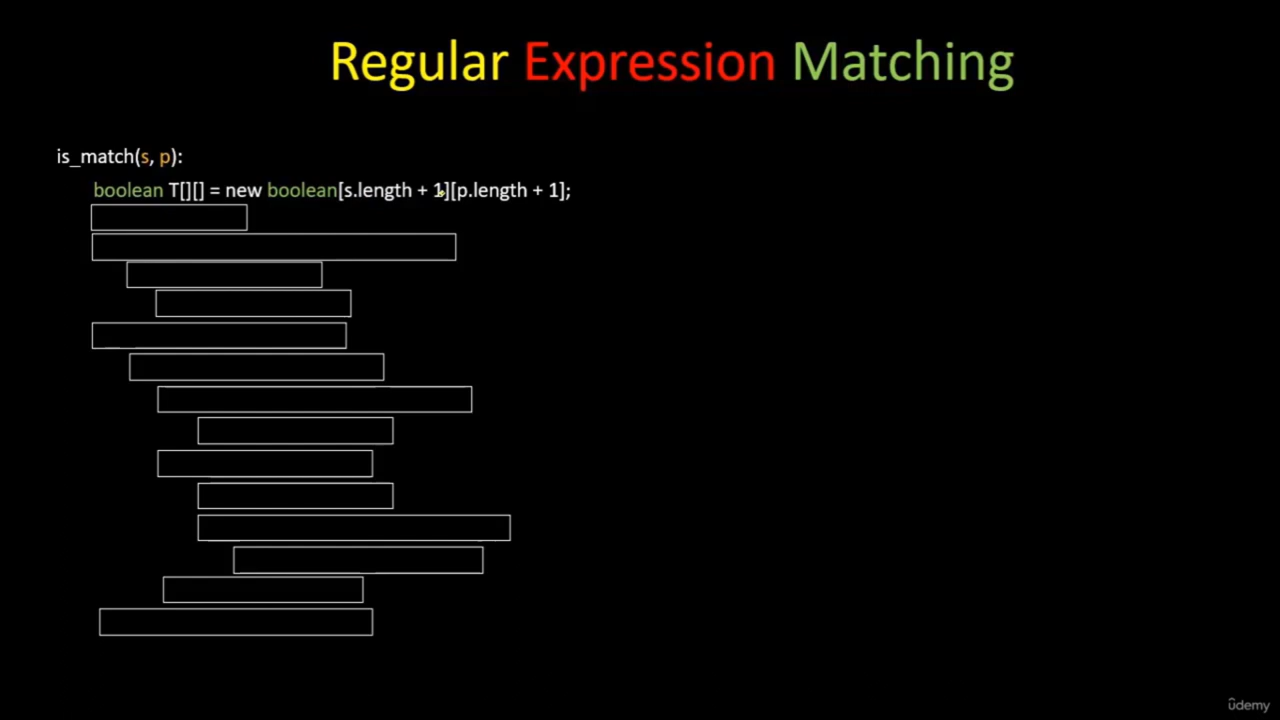 Regular Expression Matching
is_match(s, p):
boolean T[][] = new boolean[s.length + 1][p.length + 1];
ûdemy